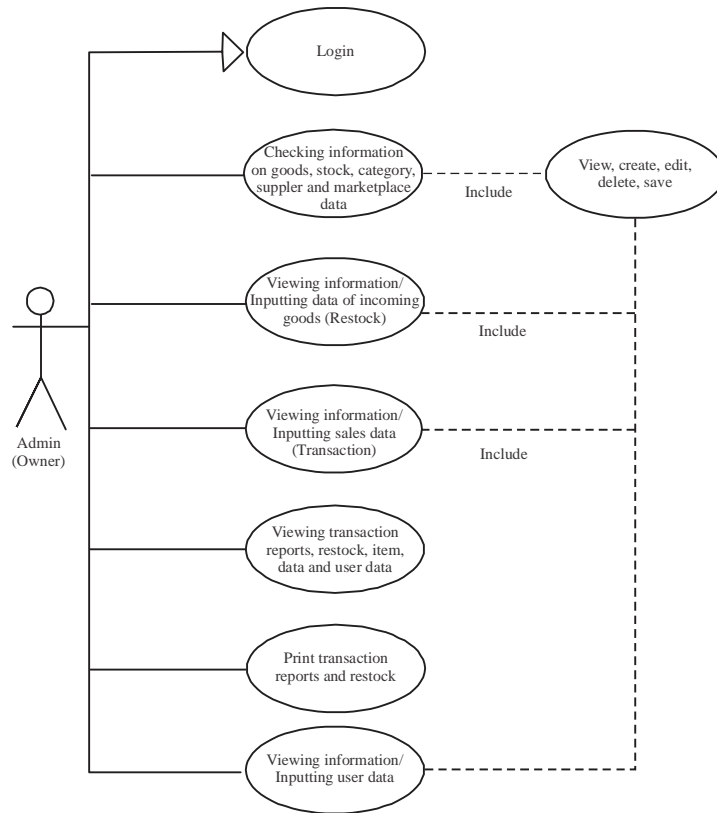 Login
Checking information
on goods, stock, category,
suppler and marketplace
data
Include
View, create, edit,
delete, save
Viewing information/
Inputting data of incoming
goods (Restock)
Include
Admin
(Owner)
Viewing information/
Inputting sales data
(Transaction)
Include
Viewing transaction
reports, restock, item,
data and user data
Print transaction
reports and restock
Viewing information/
Inputting user data